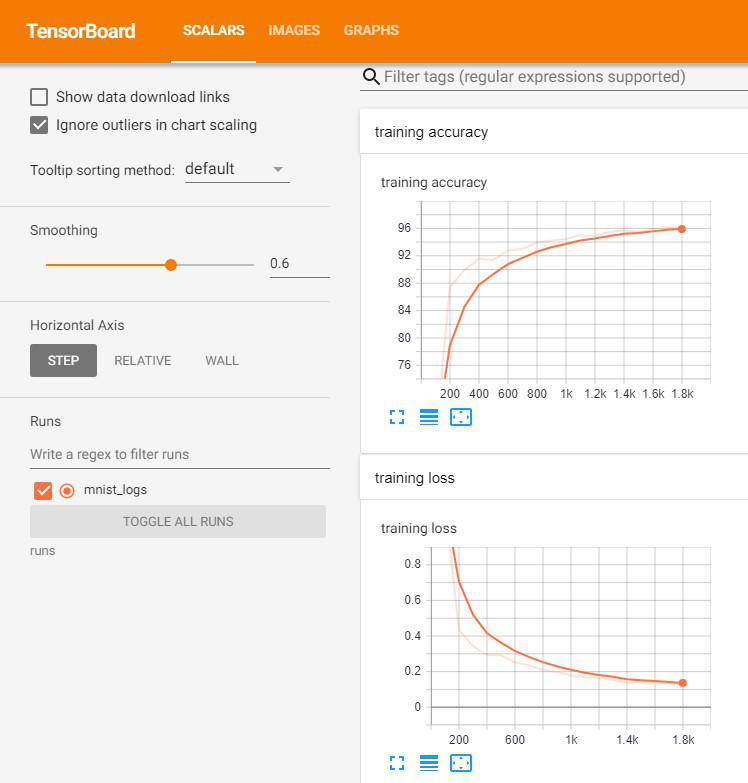 TensorBoard SCALARS IMAGES GRAPHS
Show data download links
Ignore outliers in chart scaling
Tooltip sorting method: default
Smoothing
0.6
Horizontal Axis
STEP RELATIVE WALL
Runs
Write a regex to filter runs
mnist_logs
TOGGLE ALL RUNS
runs
Filter tags (regular expressions supported)
training accuracy
training accuracy
96
92
88
84
80
76
200 400 600 800 1k 1.2k 1.4k 1.6k 1.8k
training loss
training loss
0.8
0.6
0.4
0.2
0
200 600 1k 1.4k 1.8k